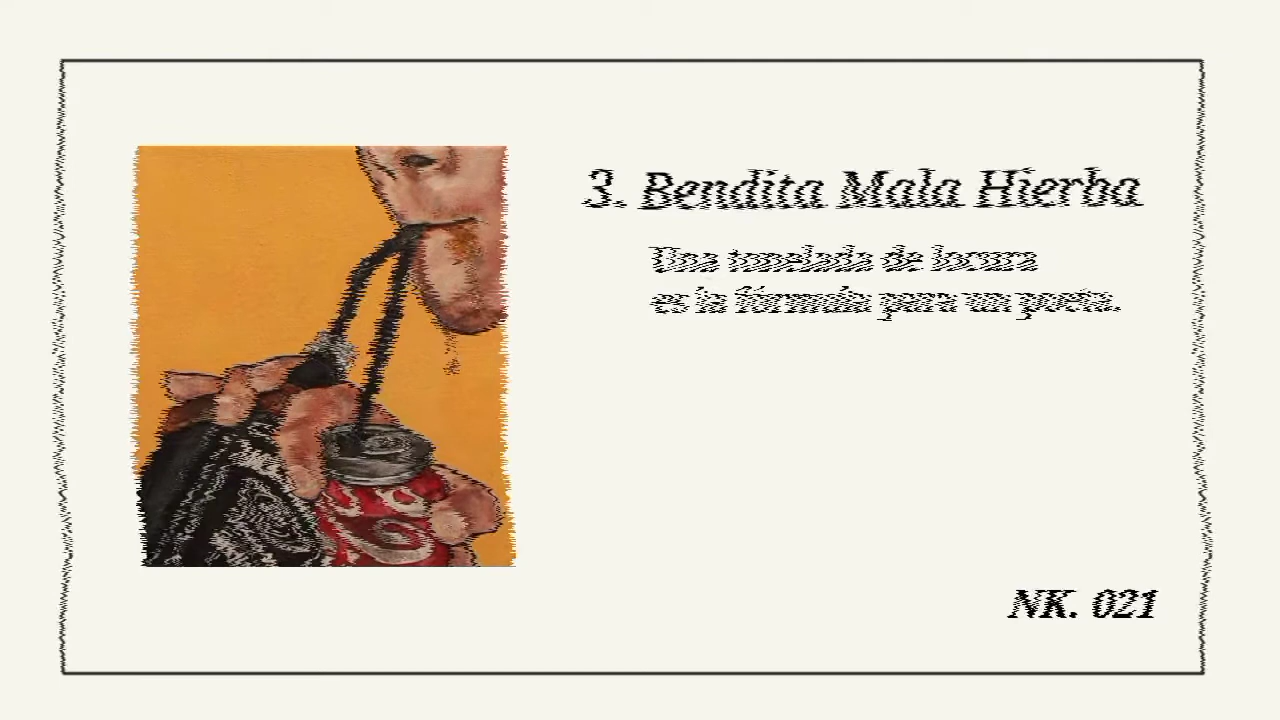 3. Bendita Mala Hierba
Una tonelada de locura
es la fórmula para un poeta.
NK. 021